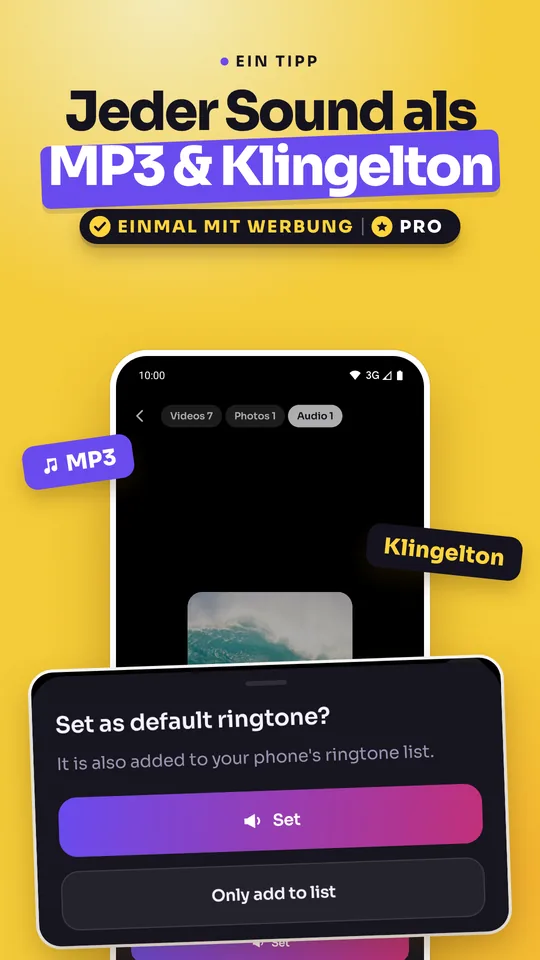 EIN TIPP
Jeder Sound als
MP3 & Klingelton
EINMAL MIT WERBUNG | PRO
10:00 3G
Videos 7 Photos 1 Audio 1
MP3
Klingelton
Set as default ringtone?
It is also added to your phone's ringtone list.
Set
Only add to list
Set